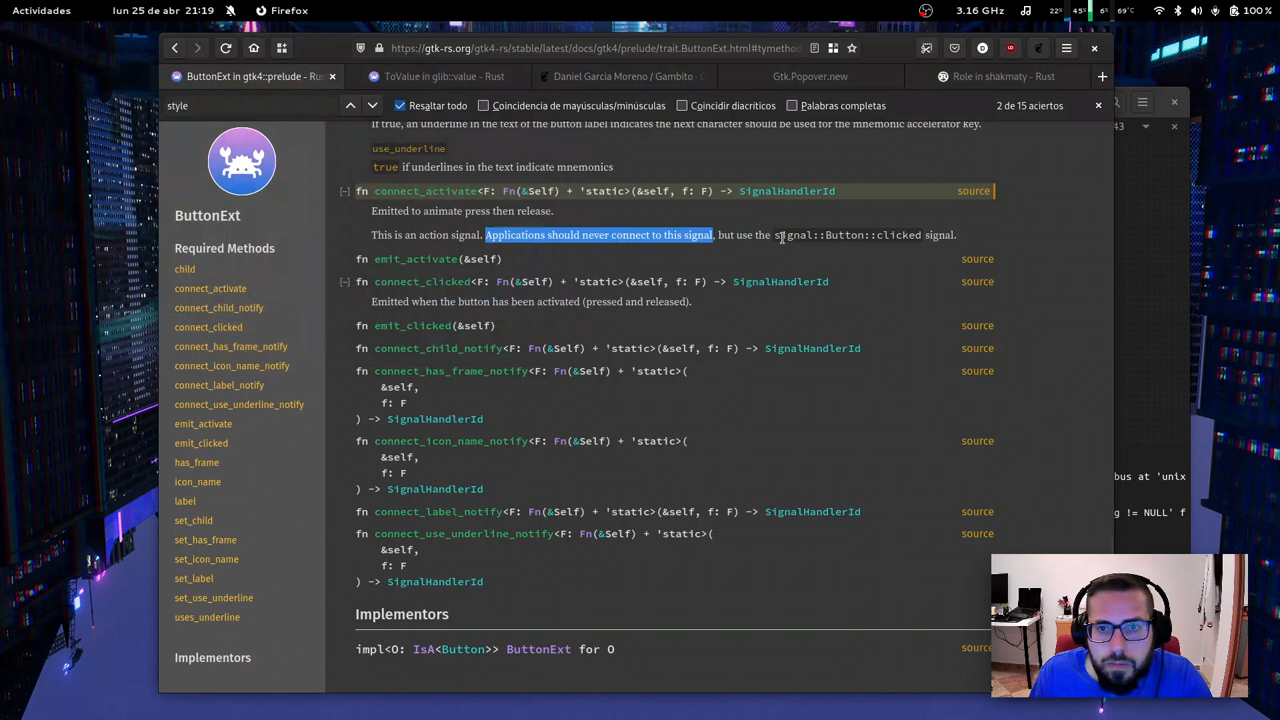 Actividades
lun 25 de abr 21:19
Firefox
3.16 GHz
22%
45%
6%
69°C
100 %
https://gtk-rs.org/gtk4-rs/stable/latest/docs/gtk4/prelude/trait.ButtonExt.html#tymethod
ButtonExt in gtk4::prelude - Ru
ToValue in glib::value - Rust
Daniel Garcia Moreno / Gambito ·
Gtk.Popover.new
Role in shakmaty - Rust
style
Resaltar todo
Coincidencia de mayúsculas/minúsculas
Coincidir diacríticos
Palabras completas
2 de 15 aciertos
43
If true, an underline in the text of the button label indicates the next character should be used for the mnemonic accelerator key.
use_underline
true if underlines in the text indicate mnemonics
[-] fn connect_activate<F: Fn(&Self) + 'static>(&self, f: F) -> SignalHandlerId source
Emitted to animate press then release.
This is an action signal. Applications should never connect to this signal, but use the signal::Button::clicked signal.
fn emit_activate(&self) source
[-] fn connect_clicked<F: Fn(&Self) + 'static>(&self, f: F) -> SignalHandlerId source
Emitted when the button has been activated (pressed and released).
fn emit_clicked(&self) source
fn connect_child_notify<F: Fn(&Self) + 'static>(&self, f: F) -> SignalHandlerId source
fn connect_has_frame_notify<F: Fn(&Self) + 'static>( source
&self,
f: F
) -> SignalHandlerId
fn connect_icon_name_notify<F: Fn(&Self) + 'static>( source
&self,
f: F
) -> SignalHandlerId
fn connect_label_notify<F: Fn(&Self) + 'static>(&self, f: F) -> SignalHandlerId source
fn connect_use_underline_notify<F: Fn(&Self) + 'static>( source
&self,
f: F
) -> SignalHandlerId
Implementors
impl<O: IsA<Button>> ButtonExt for O
ButtonExt
Required Methods
child
connect_activate
connect_child_notify
connect_clicked
connect_has_frame_notify
connect_icon_name_notify
connect_label_notify
connect_use_underline_notify
emit_activate
emit_clicked
has_frame
icon_name
label
set_child
set_has_frame
set_icon_name
set_label
set_use_underline
uses_underline
Implementors
bus at 'unix
g != NULL' f